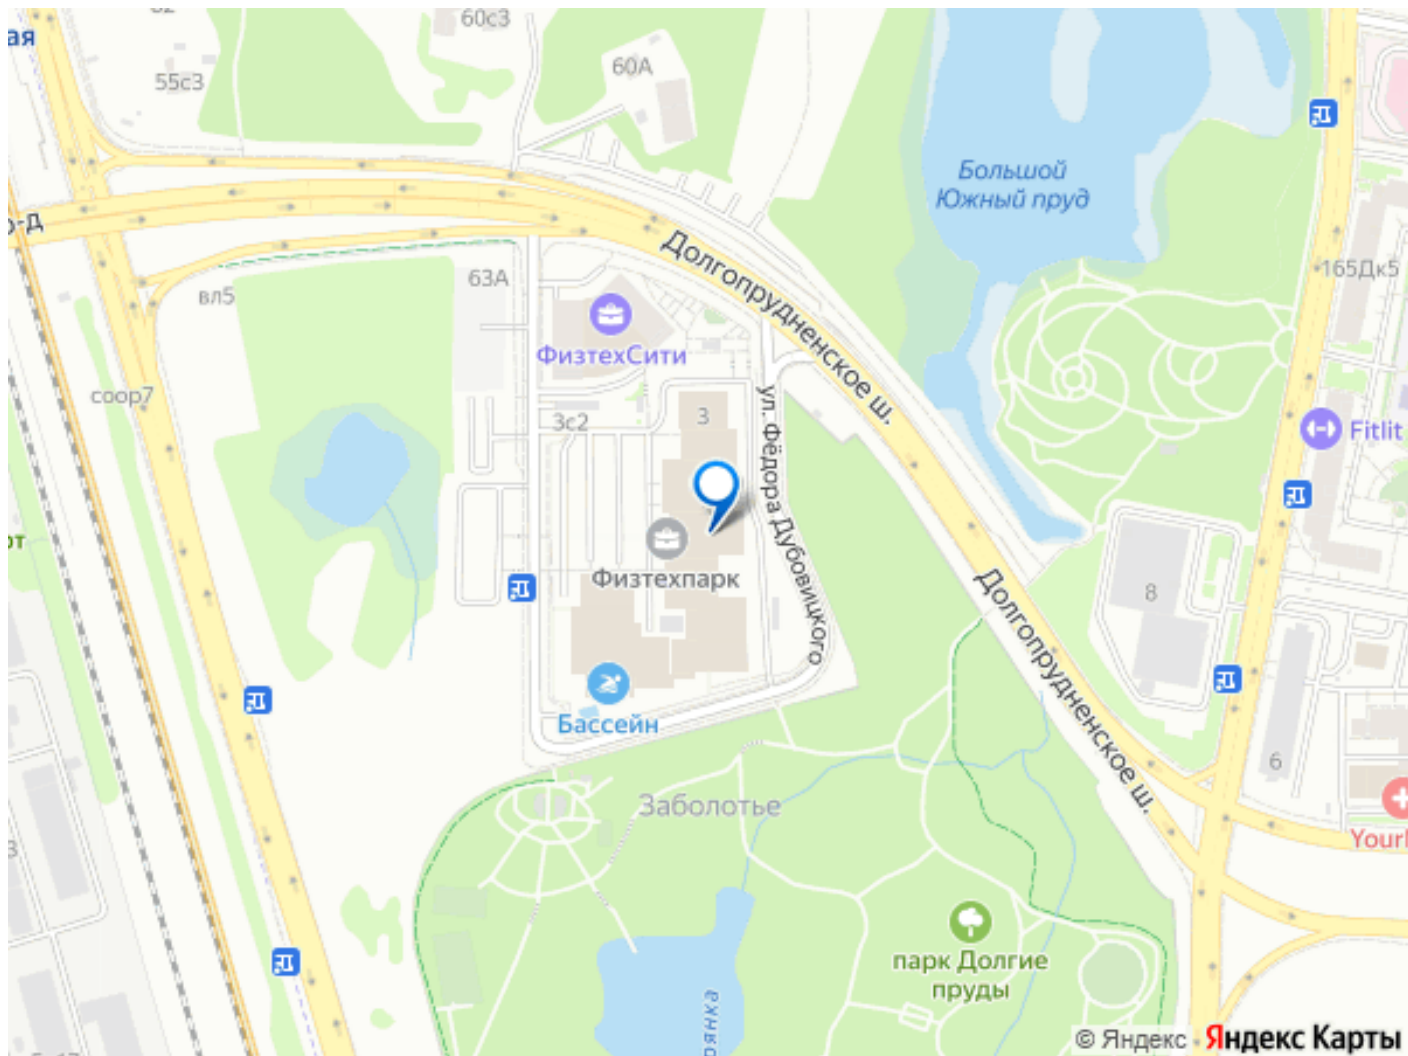 60с3
ая
60А
55с3
Большой
Южный пруд
Долгопрудненское ш.
63А
165Дк5
вл5
ФизтехСити
соор7
3с2
3
ул. Фёдора Дубовицкого
Fitlit
Физтехпарк
8
Долгопрудненское ш.
Бассейн
6
Заболотье
парк Долгие
пруды
© Яндекс
Яндекс Карты